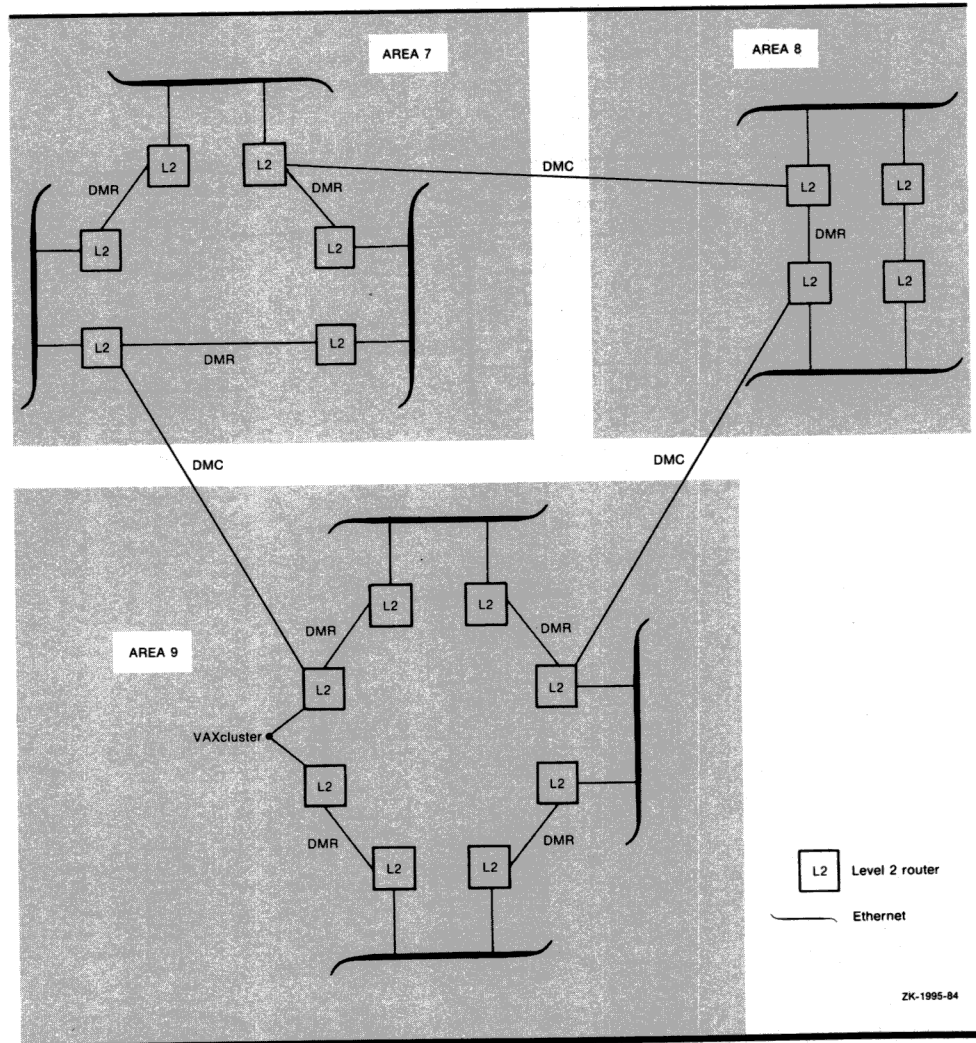 AREA 7
AREA 8
L2
L2
DMC
DMR
DMR
L2
L2
L2
L2
DMR
L2
L2
L2
L2
DMR
DMC
DMC
L2
L2
DMR
DMR
AREA 9
L2
L2
VAXcluster
L2
L2
DMR
DMR
L2
L2
L2 Level 2 router
Ethernet
ZK-1995-84